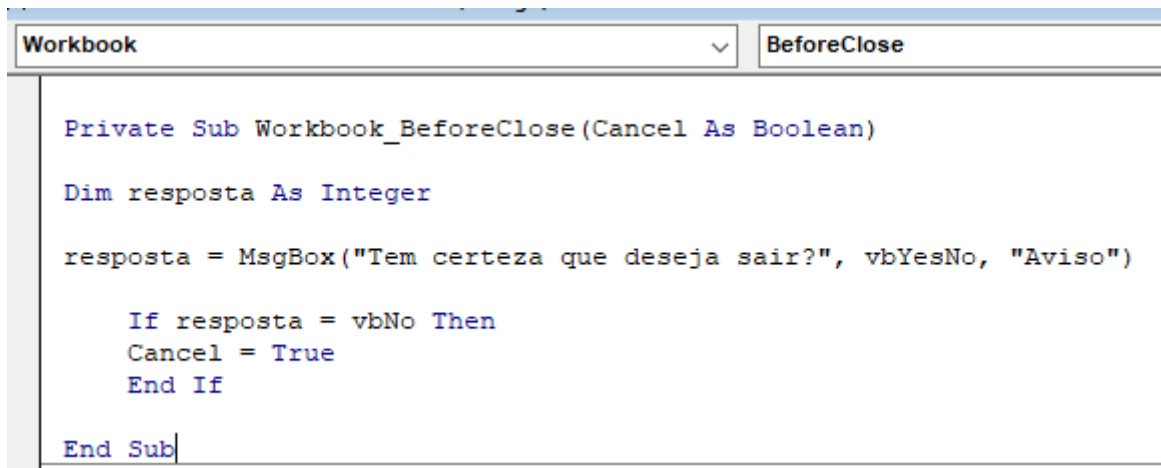 Workbook BeforeClose
Private Sub Workbook_BeforeClose(Cancel As Boolean)
Dim resposta As Integer
resposta = MsgBox("Tem certeza que deseja sair?", vbYesNo, "Aviso")
If resposta = vbNo Then
Cancel = True
End If
End Sub